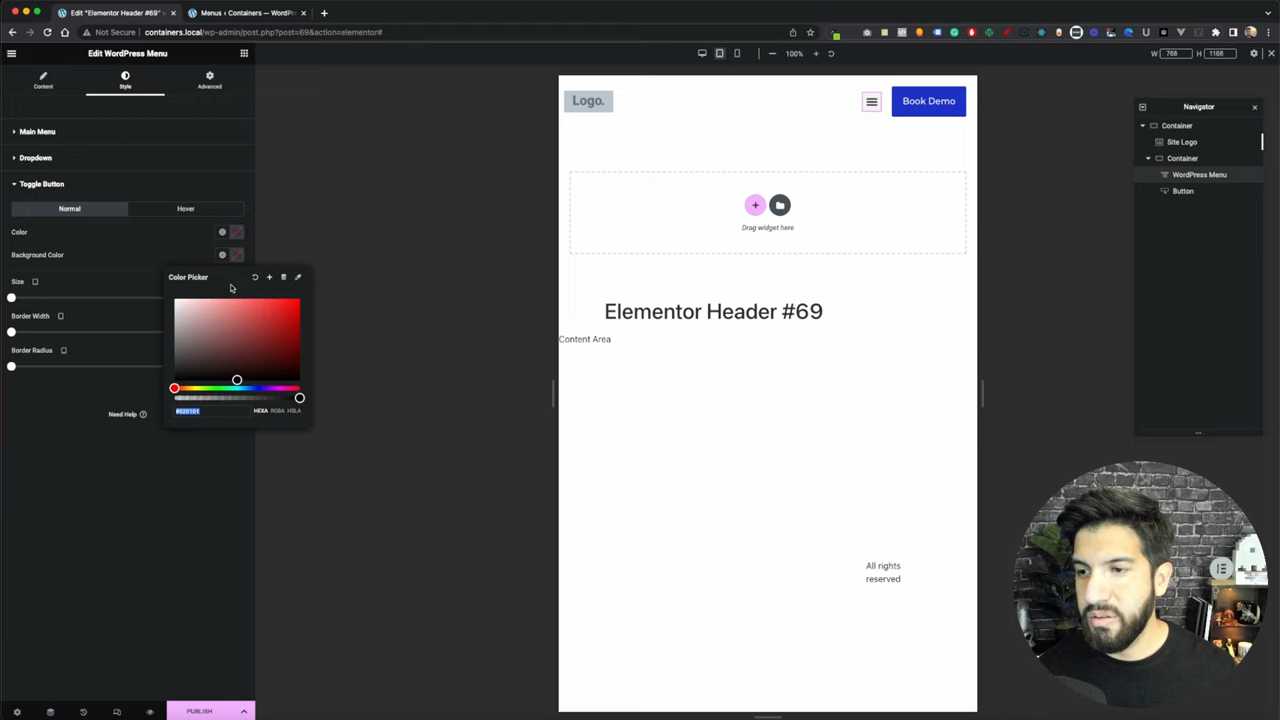 Edit "Elementor Header #69"
Menus ‹ Containers — WordPr
Not Secure
containers.local/wp-admin/post.php?post=69&action=elementor#
Edit WordPress Menu
100%
W 768 H 1168
Content
Style
Advanced
Logo.
Book Demo
Navigator
Container
Site Logo
Container
WordPress Menu
Button
Main Menu
Dropdown
Toggle Button
Normal
Hover
Color
Background Color
Drag widget here
Color Picker
Size
Border Width
Border Radius
Elementor Header #69
Content Area
#020101
HEXA RGBA HSLA
Need Help
All rights
reserved
PUBLISH